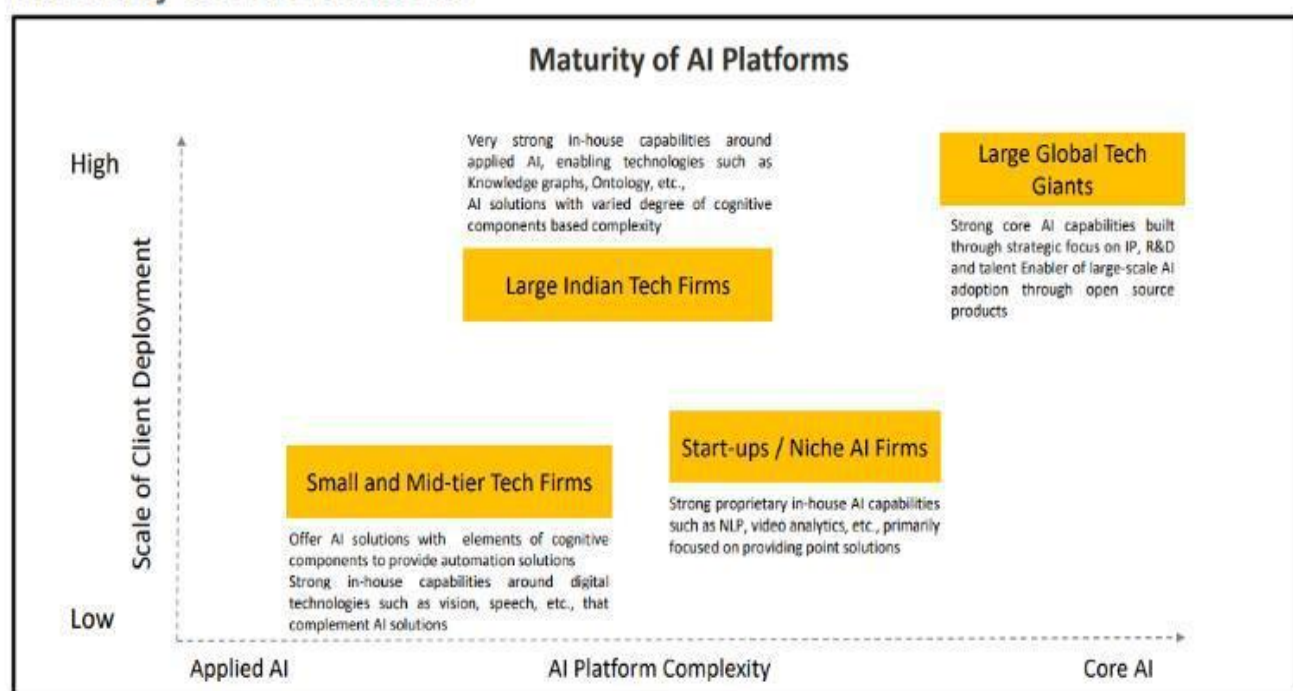 Maturity of AI Platforms
High
Very strong in-house capabilities around
applied AI, enabling technologies such as
Knowledge graphs, Ontology, etc.,
AI solutions with varied degree of cognitive
components based complexity
Large Indian Tech Firms
Large Global Tech
Giants
Strong core AI capabilities built
through strategic focus on IP, R&D
and talent Enabler of large-scale AI
adoption through open source
products
Scale of Client Deployment
Small and Mid-tier Tech Firms
Offer AI solutions with elements of cognitive
components to provide automation solutions
Strong in-house capabilities around digital
technologies such as vision, speech, etc., that
complement AI solutions
Start-ups / Niche AI Firms
Strong proprietary in-house AI capabilities
such as NLP, video analytics, etc., primarily
focused on providing point solutions
Low
Applied AI
AI Platform Complexity
Core AI